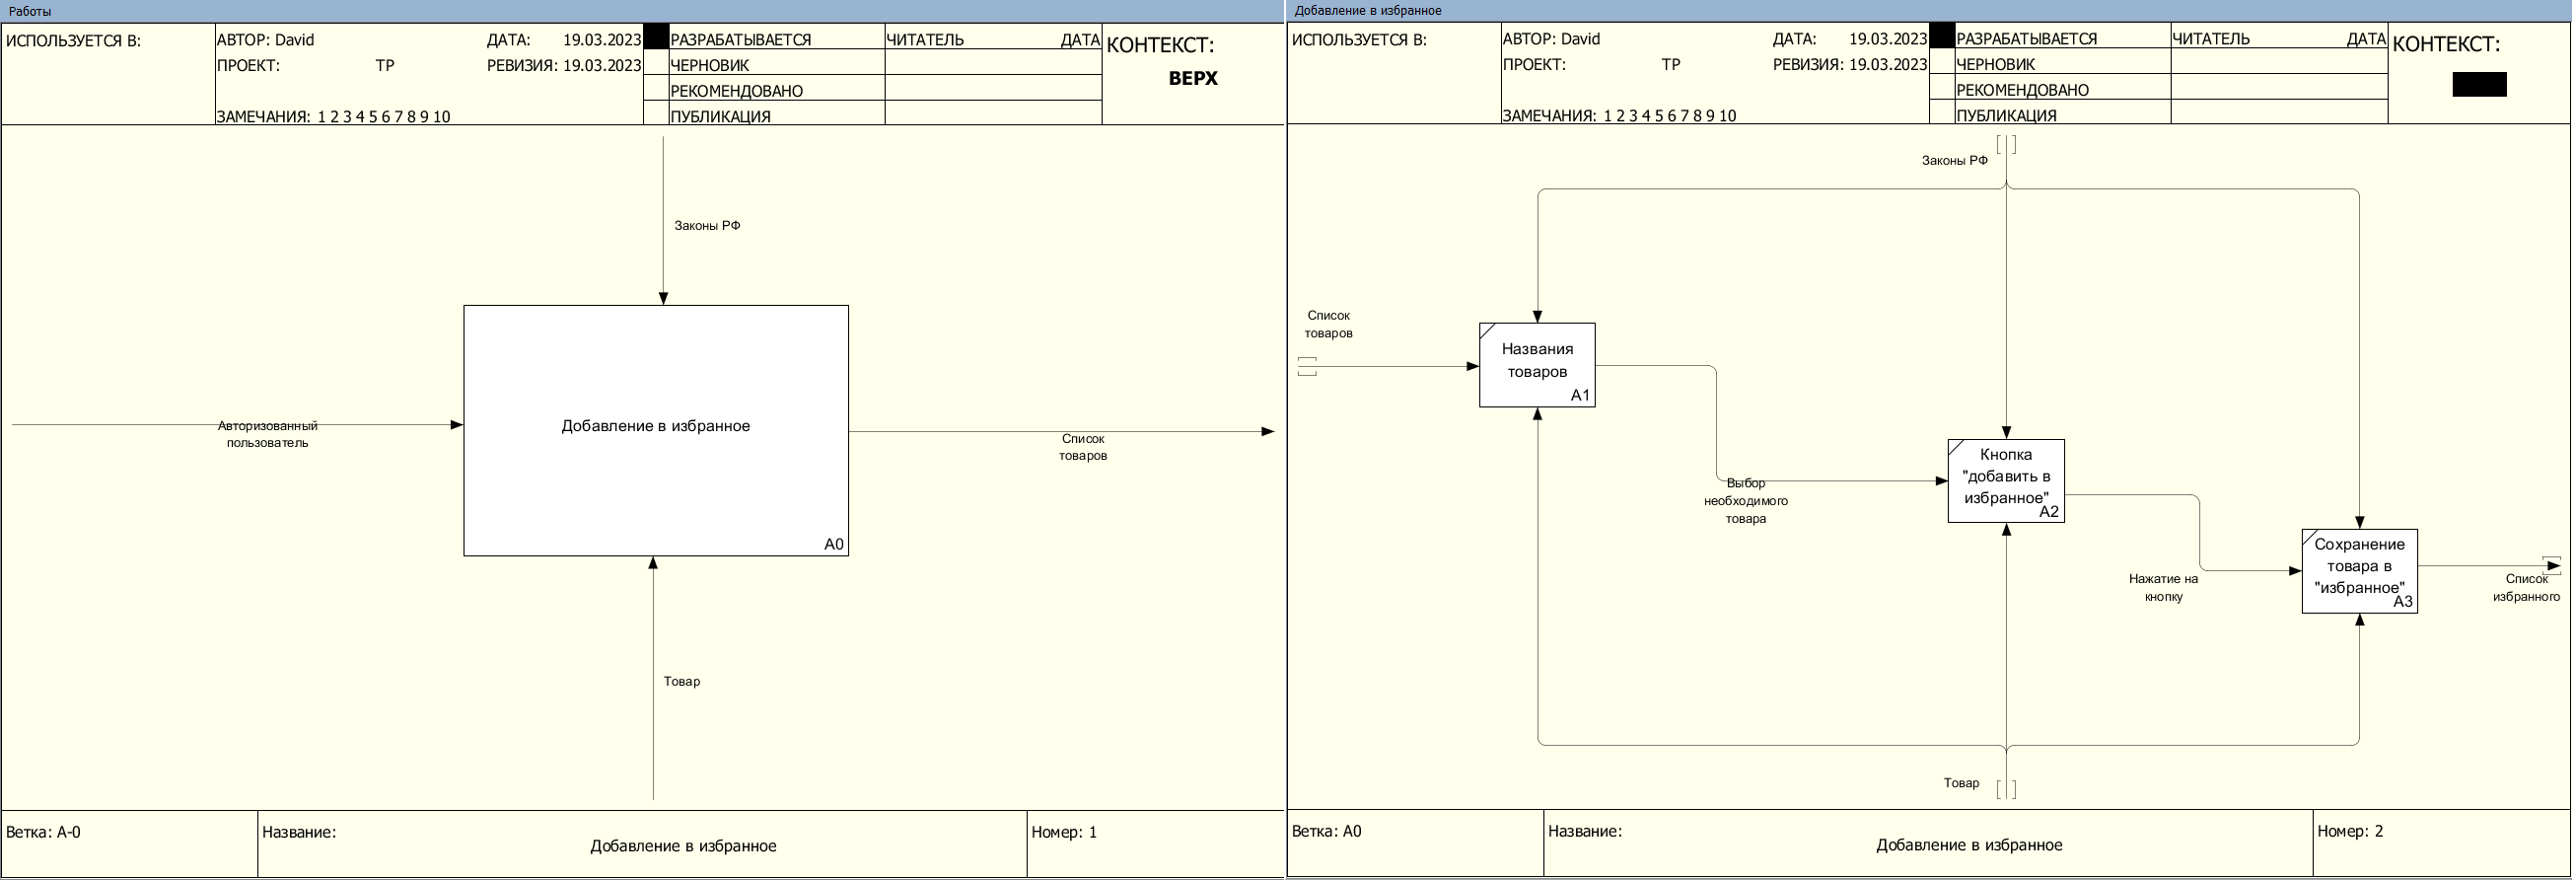 Работы
ИСПОЛЬЗУЕТСЯ В:
АВТОР: David
ДАТА: 19.03.2023
ПРОЕКТ: TP
РЕВИЗИЯ: 19.03.2023
ЗАМЕЧАНИЯ: 1 2 3 4 5 6 7 8 9 10
РАЗРАБАТЫВАЕТСЯ
ЧЕРНОВИК
РЕКОМЕНДОВАНО
ПУБЛИКАЦИЯ
ЧИТАТЕЛЬ ДАТА
КОНТЕКСТ:
ВЕРХ
Законы РФ
Авторизованный
пользователь
Добавление в избранное
A0
Список
товаров
Товар
Ветка: A-0
Название:
Добавление в избранное
Номер: 1
Добавление в избранное
ИСПОЛЬЗУЕТСЯ В:
АВТОР: David
ДАТА: 19.03.2023
ПРОЕКТ: TP
РЕВИЗИЯ: 19.03.2023
ЗАМЕЧАНИЯ: 1 2 3 4 5 6 7 8 9 10
РАЗРАБАТЫВАЕТСЯ
ЧЕРНОВИК
РЕКОМЕНДОВАНО
ПУБЛИКАЦИЯ
ЧИТАТЕЛЬ ДАТА
КОНТЕКСТ:
Законы РФ
Список
товаров
Названия
товаров
A1
Выбор
необходимого
товара
Кнопка
"добавить в
избранное"
A2
Нажатие на
кнопку
Сохранение
товара в
"избранное"
A3
Список
избранного
Товар
Ветка: A0
Название:
Добавление в избранное
Номер: 2